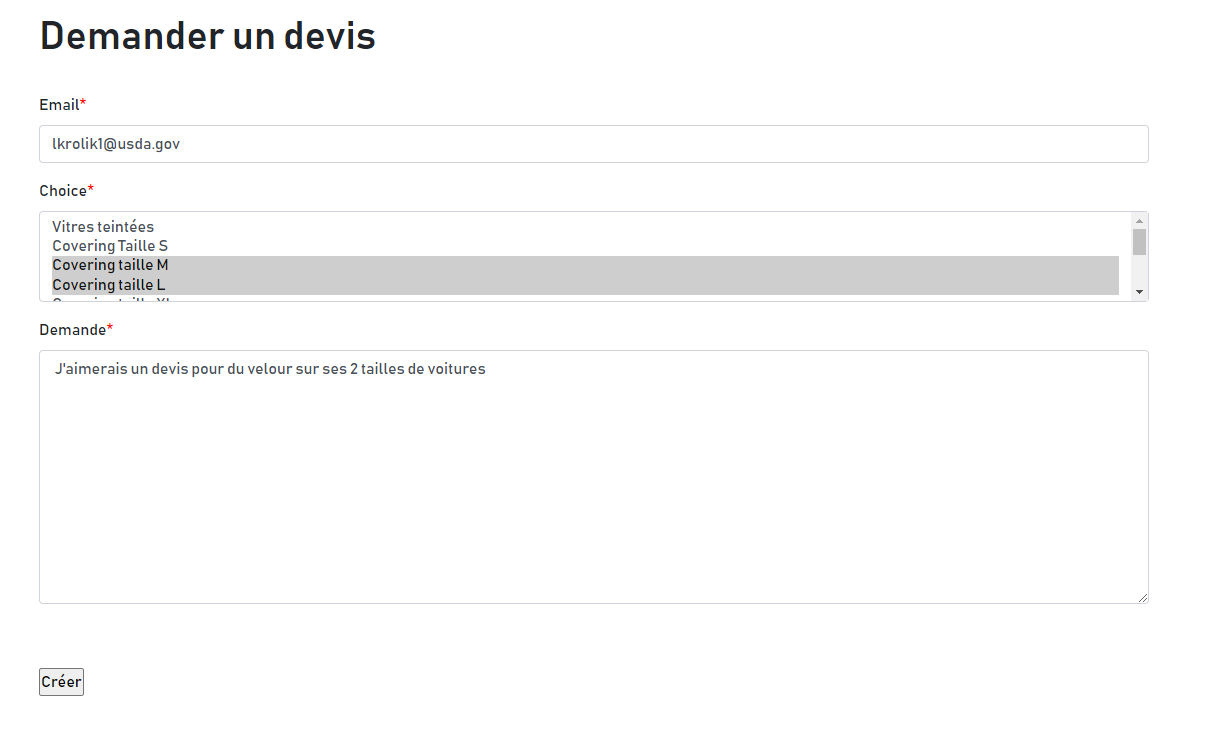 Demander un devis
Email*
lkrolik1@usda.gov
Choice*
Vitres teintées
Covering Taille S
Covering taille M
Covering taille L
Demande*
J'aimerais un devis pour du velour sur ses 2 tailles de voitures
Créer